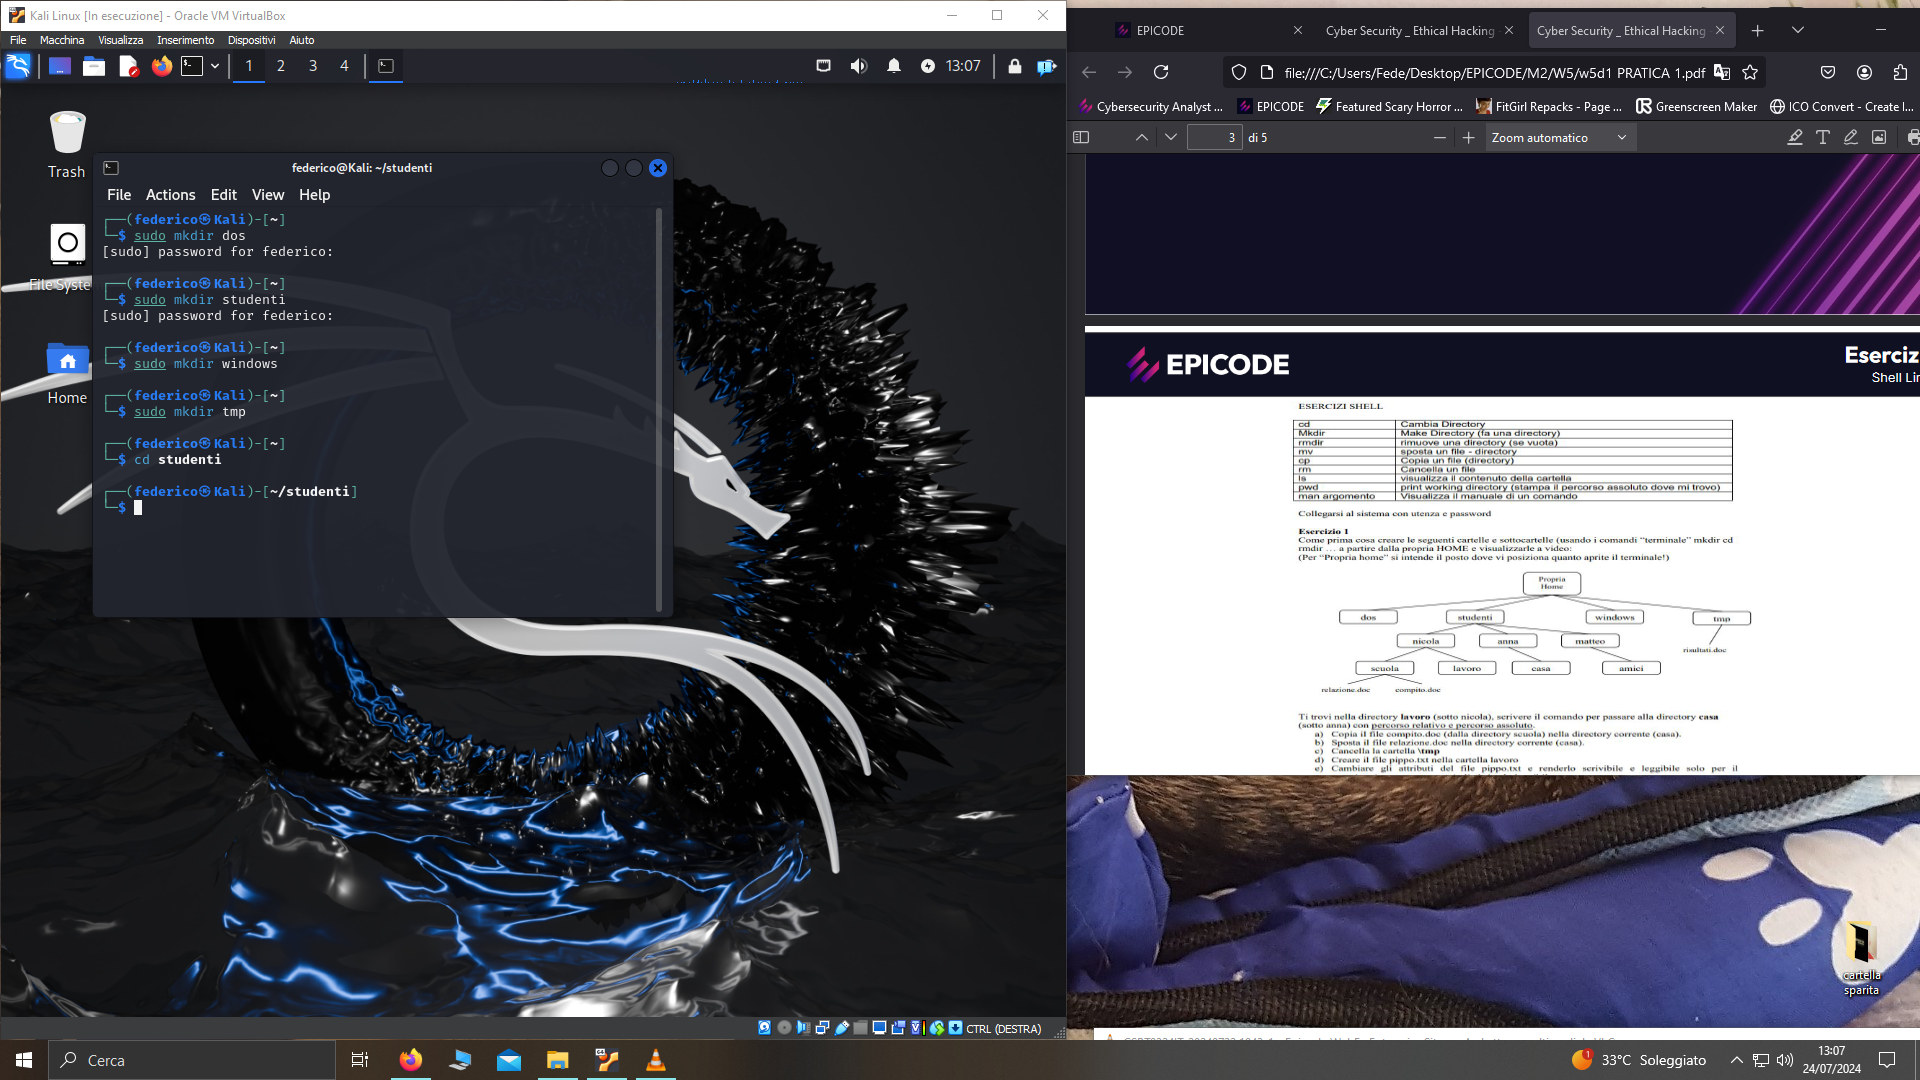 Kali Linux [In esecuzione] - Oracle VM VirtualBox
File Macchina Visualizza Inserimento Dispositivi Aiuto
1 2 3 4
13:07
Trash
File Syste
Home
federico@Kali: ~/studenti
File Actions Edit View Help
┌──(federico㉿Kali)-[~]
└─$ sudo mkdir dos
[sudo] password for federico:
┌──(federico㉿Kali)-[~]
└─$ sudo mkdir studenti
[sudo] password for federico:
┌──(federico㉿Kali)-[~]
└─$ sudo mkdir windows
┌──(federico㉿Kali)-[~]
└─$ sudo mkdir tmp
┌──(federico㉿Kali)-[~]
└─$ cd studenti
┌──(federico㉿Kali)-[~/studenti]
└─$
CTRL (DESTRA)
EPICODE
Cyber Security _ Ethical Hacking
Cyber Security _ Ethical Hacking
file:///C:/Users/Fede/Desktop/EPICODE/M2/W5/w5d1 PRATICA 1.pdf
Cybersecurity Analyst ... EPICODE Featured Scary Horror ... FitGirl Repacks - Page ... Greenscreen Maker ICO Convert - Create I...
3 di 5 Zoom automatico
EPICODE
Eserciz
Shell Lin
ESERCIZI SHELL
cd Cambia Directory
Mkdir Make Directory (fa una directory)
rmdir rimuove una directory (se vuota)
mv sposta un file - directory
cp Copia un file (directory)
rm Cancella un file
ls visualizza il contenuto della cartella
pwd print working directory (stampa il percorso assoluto dove mi trovo)
man argomento Visualizza il manuale di un comando
Collegarsi al sistema con utenza e password
Esercizio 1
Come prima cosa creare le seguenti cartelle e sottocartelle (usando i comandi “terminale” mkdir cd
rmdir … a partire dalla propria HOME e visualizzarle a video:
(Per “Propria home” si intende il posto dove vi posiziona quanto aprite il terminale!)
Propria
Home
dos studenti windows tmp
nicola anna matteo
risultati.doc
scuola lavoro casa amici
relazione.doc compito.doc
Ti trovi nella directory lavoro (sotto nicola), scrivere il comando per passare alla directory casa
(sotto anna) con percorso relativo e percorso assoluto.
a) Copia il file compito.doc (dalla directory scuola) nella directory corrente (casa).
b) Sposta il file relazione.doc nella directory corrente (casa).
c) Cancella la cartella \tmp
d) Creare il file pippo.txt nella cartella lavoro
e) Cambiare gli attributi del file pippo.txt e renderlo scrivibile e leggibile solo per il
cartella
sparita
Cerca
1
33°C Soleggiato
13:07
24/07/2024